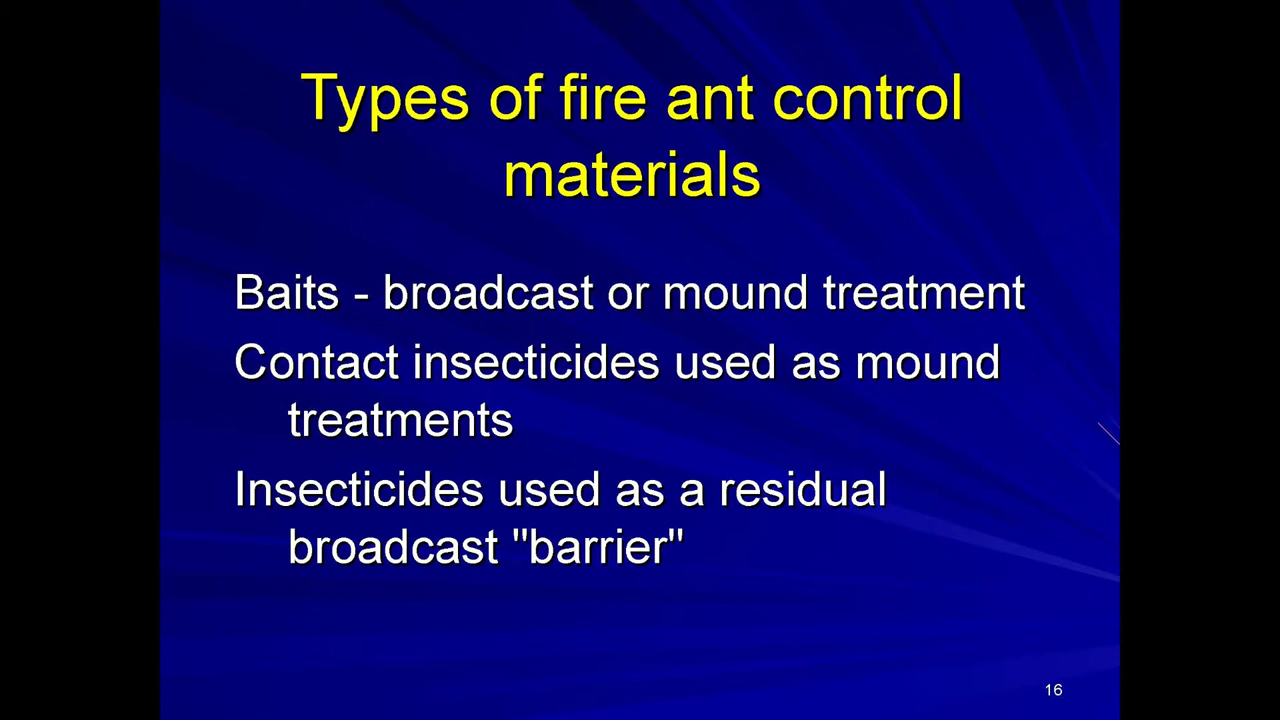 Types of fire ant control
materials
Baits - broadcast or mound treatment
Contact insecticides used as mound
treatments
Insecticides used as a residual
broadcast "barrier"
16